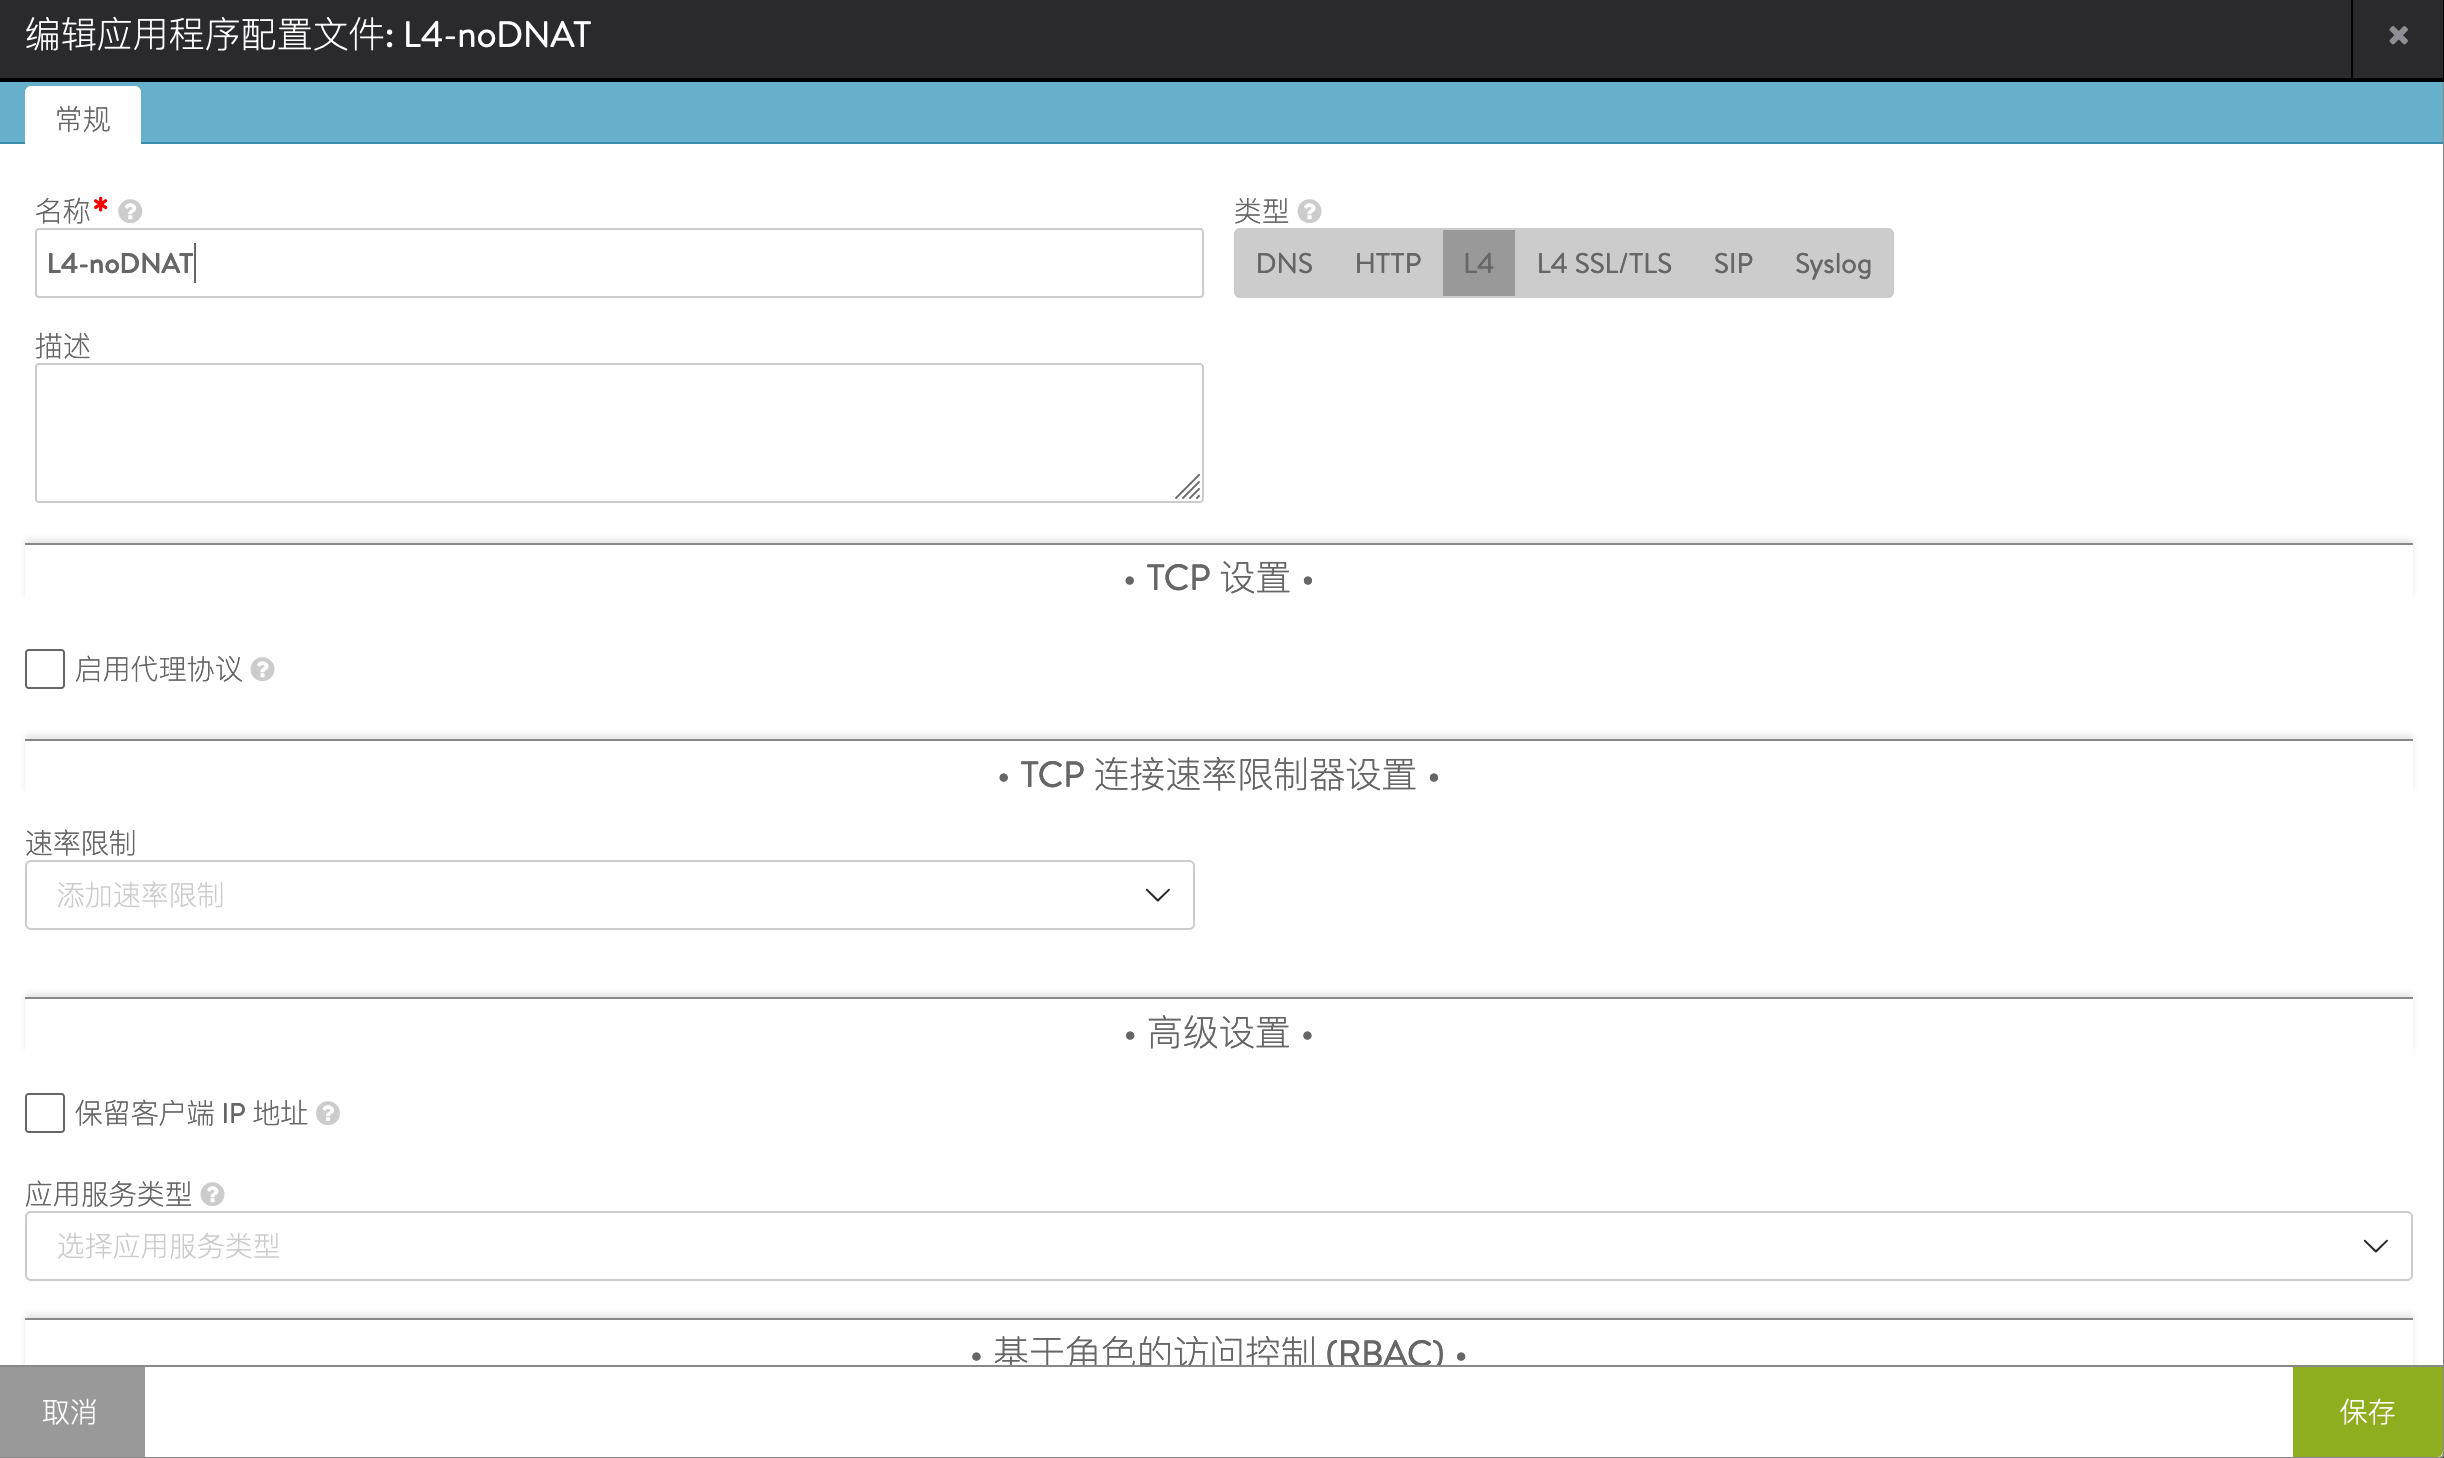 编辑应用程序配置文件: L4-noDNAT
常规
名称*
类型
L4-noDNAT
DNS HTTP L4 L4 SSL/TLS SIP Syslog
描述
• TCP 设置 •
启用代理协议
• TCP 连接速率限制器设置 •
速率限制
添加速率限制
• 高级设置 •
保留客户端 IP 地址
应用服务类型
选择应用服务类型
• 基于角色的访问控制 (RBAC) •
取消
保存